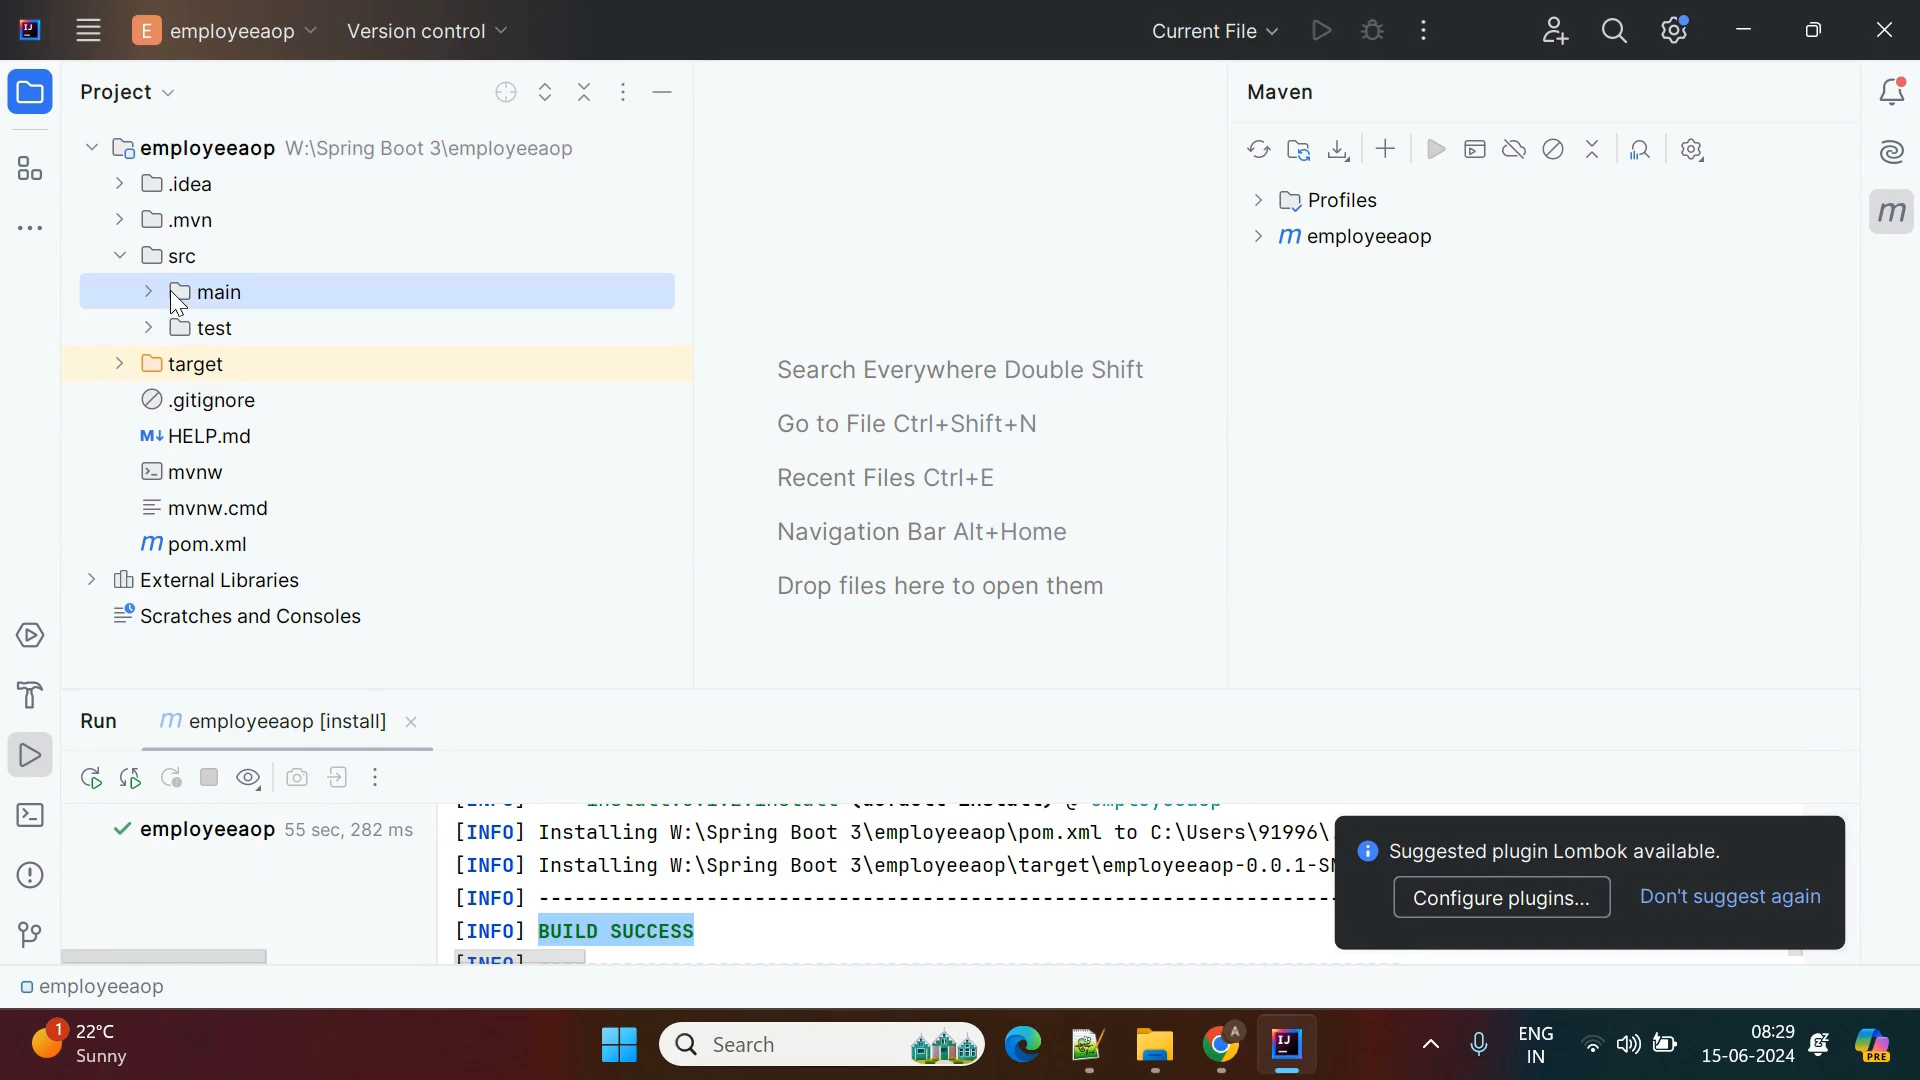 E employeeaop Version control Current File
Project
employeeaop W:\Spring Boot 3\employeeaop
.idea
.mvn
src
main
test
target
.gitignore
M↓ HELP.md
mvnw
mvnw.cmd
m pom.xml
External Libraries
Scratches and Consoles
Search Everywhere Double Shift
Go to File Ctrl+Shift+N
Recent Files Ctrl+E
Navigation Bar Alt+Home
Drop files here to open them
Maven
Profiles
m employeeaop
m
Run m employeeaop [install]
employeeaop 55 sec, 282 ms
[INFO] Installing W:\Spring Boot 3\employeeaop\pom.xml to C:\Users\91996\
[INFO] Installing W:\Spring Boot 3\employeeaop\target\employeeaop-0.0.1-SN
[INFO] ------------------------------------------------------------------------
[INFO] BUILD SUCCESS
[INFO]
Suggested plugin Lombok available.
Configure plugins... Don't suggest again
employeeaop
1 22°C
Sunny
Search
A
IJ
ENG
IN
08:29
15-06-2024
PRE